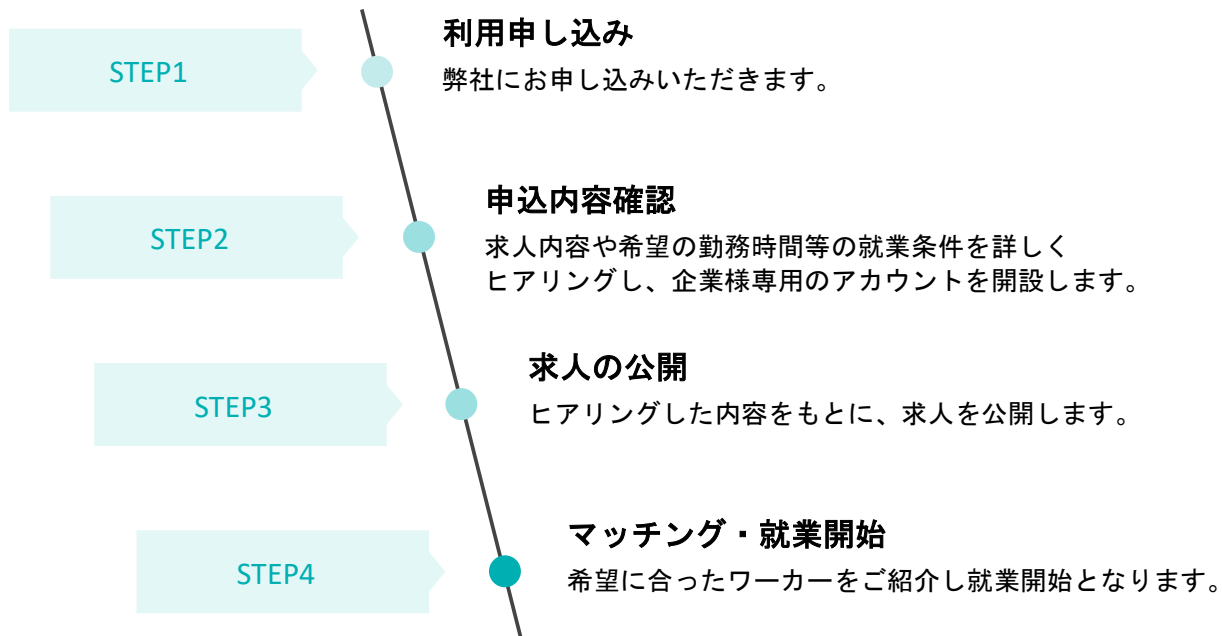 STEP1
利用申し込み
弊社にお申し込みいただきます。
STEP2
申込内容確認
求人内容や希望の勤務時間等の就業条件を詳しく
ヒアリングし、企業様専用のアカウントを開設します。
STEP3
求人の公開
ヒアリングした内容をもとに、求人を公開します。
STEP4
マッチング・就業開始
希望に合ったワーカーをご紹介し就業開始となります。